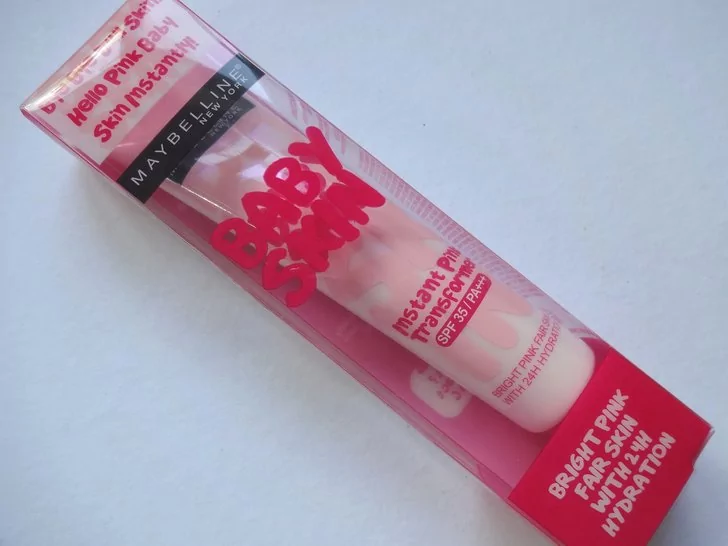 Skin
Hello Pink Baby
Skin Instantly!
MAYBELLINE
NEW YORK
BABY
SKIN
Instant Pin
Transformer
SPF 35 / PA+++
BRIGHT PINK FAIR
WITH 24H HYDRATION
BRIGHT PINK
FAIR SKIN
WITH 24H
HYDRATION